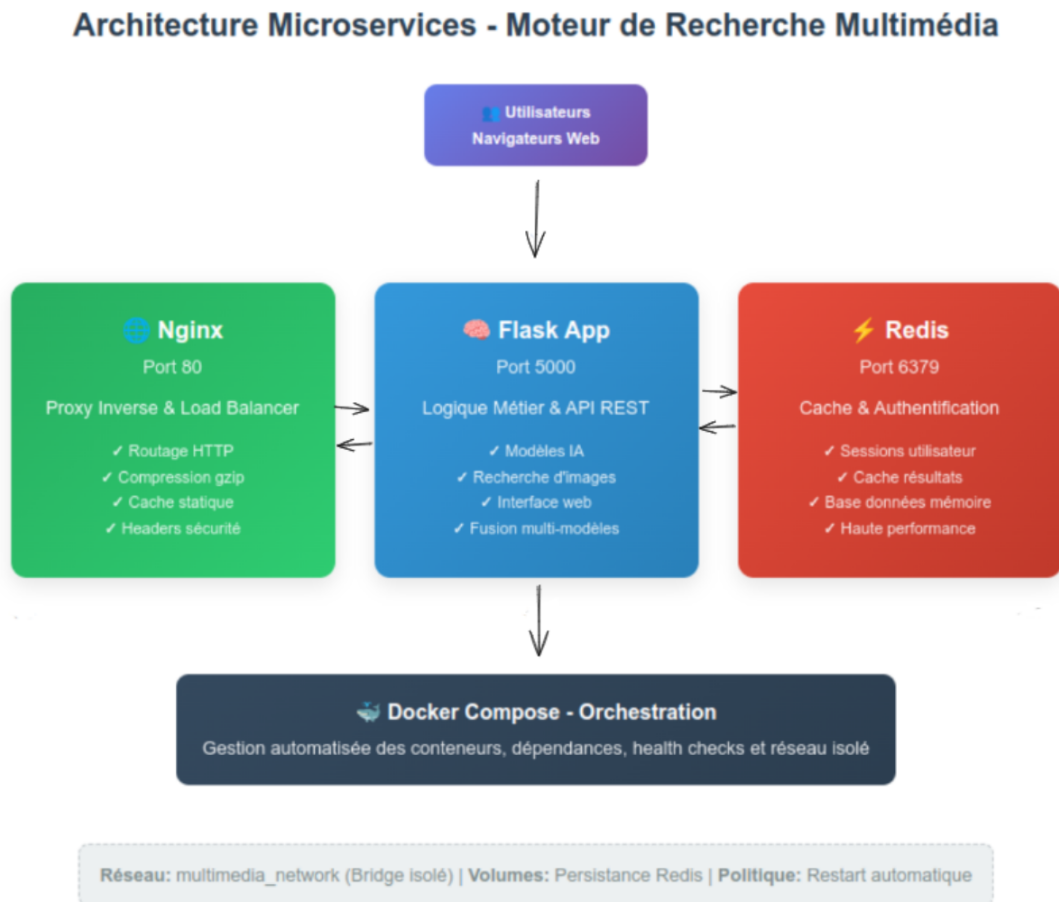 Architecture Microservices - Moteur de Recherche Multimédia
👥 Utilisateurs
Navigateurs Web
🌐 Nginx
Port 80
Proxy Inverse & Load Balancer
✓ Routage HTTP
✓ Compression gzip
✓ Cache statique
✓ Headers sécurité
🧠 Flask App
Port 5000
Logique Métier & API REST
✓ Modèles IA
✓ Recherche d'images
✓ Interface web
✓ Fusion multi-modèles
⚡ Redis
Port 6379
Cache & Authentification
✓ Sessions utilisateur
✓ Cache résultats
✓ Base données mémoire
✓ Haute performance
🐳 Docker Compose - Orchestration
Gestion automatisée des conteneurs, dépendances, health checks et réseau isolé
Réseau: multimedia_network (Bridge isolé) | Volumes: Persistance Redis | Politique: Restart automatique